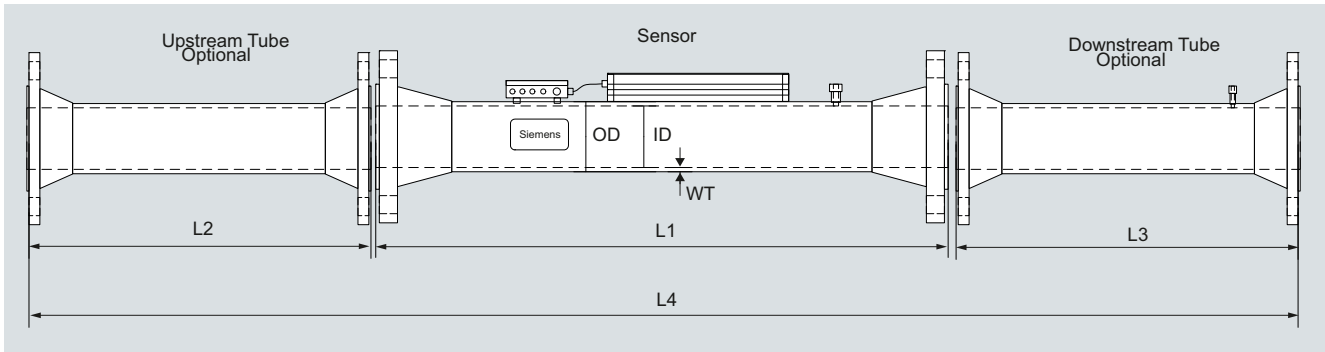 Upstream Tube
Optional
Sensor
Downstream Tube
Optional
Siemens
OD
ID
WT
L2
L1
L3
L4